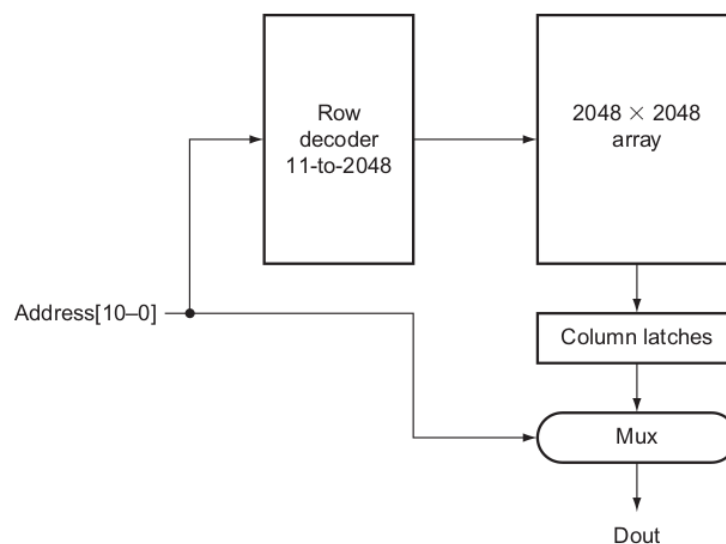 Row
decoder
11-to-2048
2048 × 2048
array
Address[10–0]
Column latches
Mux
Dout